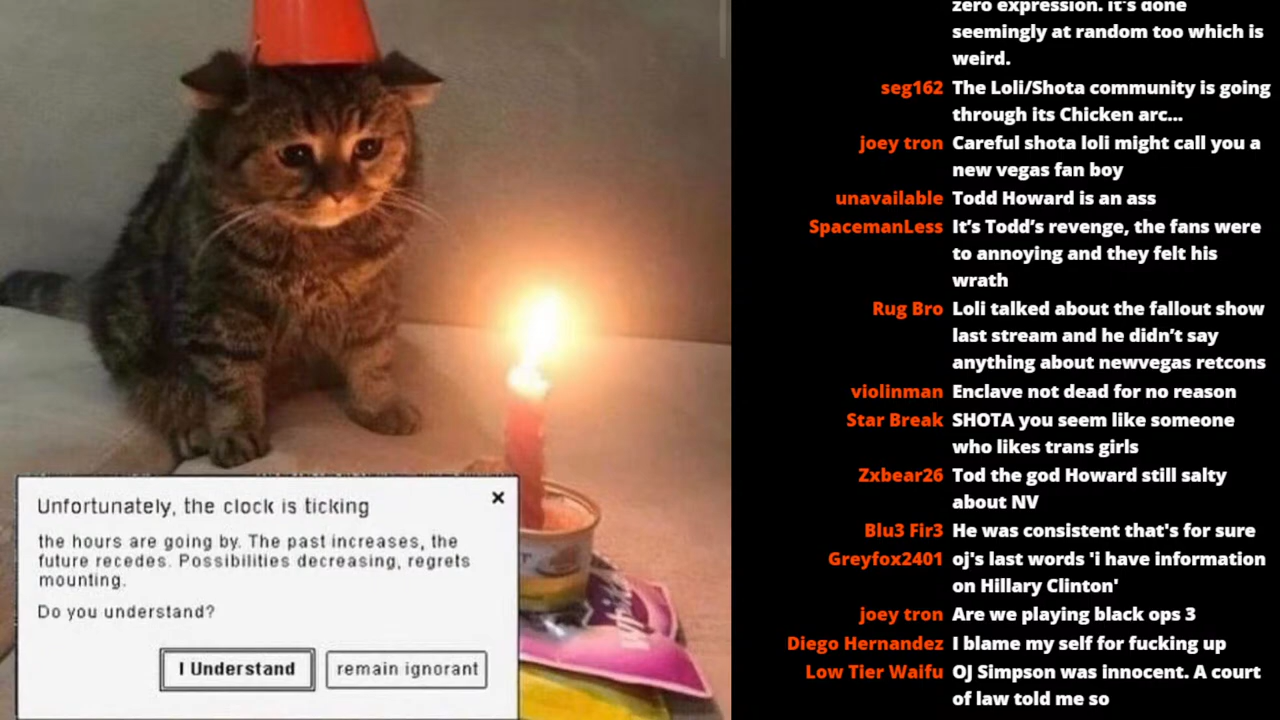 Unfortunately, the clock is ticking
the hours are going by. The past increases, the
future recedes. Possibilities decreasing, regrets
mounting.
Do you understand?
I Understand
remain ignorant
zero expression. It's done
seemingly at random too which is
weird.
seg162 The Loli/Shota community is going
through its Chicken arc...
joey tron Careful shota loli might call you a
new vegas fan boy
unavailable Todd Howard is an ass
SpacemanLess It’s Todd’s revenge, the fans were
to annoying and they felt his
wrath
Rug Bro Loli talked about the fallout show
last stream and he didn’t say
anything about newvegas retcons
violinman Enclave not dead for no reason
Star Break SHOTA you seem like someone
who likes trans girls
Zxbear26 Tod the god Howard still salty
about NV
Blu3 Fir3 He was consistent that's for sure
Greyfox2401 oj's last words 'i have information
on Hillary Clinton'
joey tron Are we playing black ops 3
Diego Hernandez I blame my self for fucking up
Low Tier Waifu OJ Simpson was innocent. A court
of law told me so